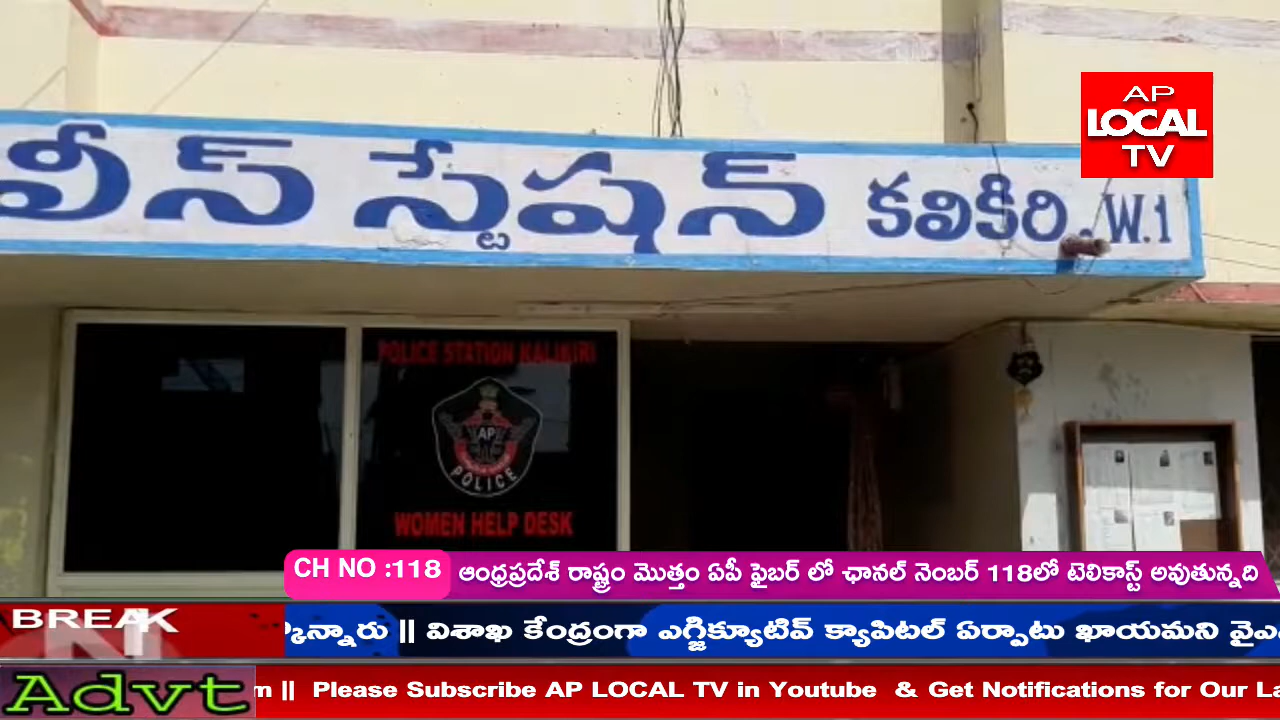 AP
LOCAL
TV
లీస్ స్టేషన్ కలికిరి, W.1
POLICE STATION KALIKIRI
AP
POLICE
WOMEN HELP DESK
CH NO :118 ఆంధ్రప్రదేశ్ రాష్ట్రం మొత్తం ఏపీ ఫైబర్ లో ఛానల్ నెంబర్ 118లో టెలికాస్ట్ అవుతున్నది
BREAK
|| విశాఖ కేంద్రంగా ఎగ్జిక్యూటివ్ క్యాపిటల్ ఏర్పాటు ఖాయమని
Advt
|| Please Subscribe AP LOCAL TV in Youtube & Get Notifications for Our